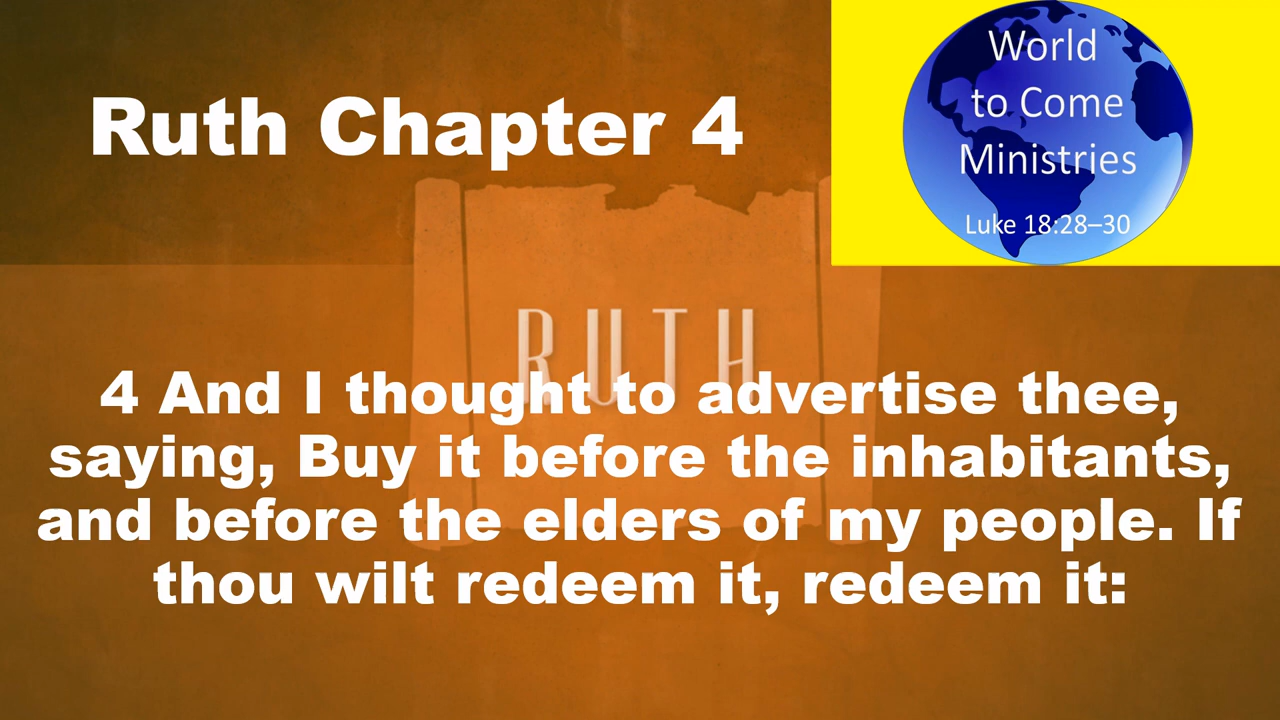 Ruth Chapter 4
World
to Come
Ministries
Luke 18:28–30
RUTH
4 And I thought to advertise thee,
saying, Buy it before the inhabitants,
and before the elders of my people. If
thou wilt redeem it, redeem it: